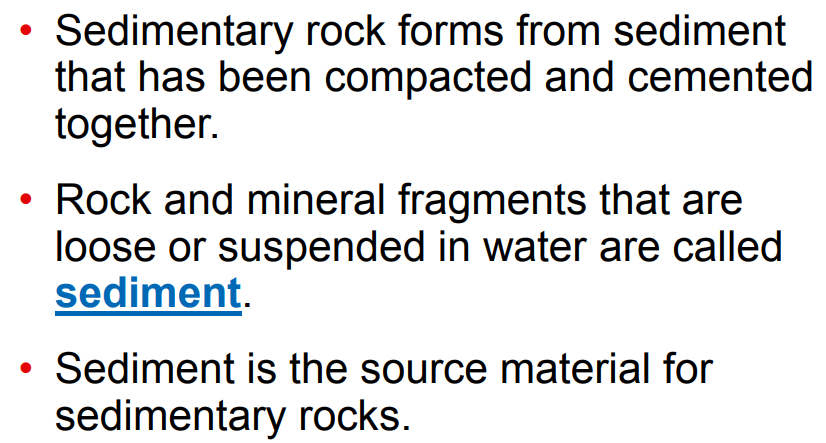 • Sedimentary rock forms from sediment
that has been compacted and cemented
together.
• Rock and mineral fragments that are
loose or suspended in water are called
sediment.
• Sediment is the source material for
sedimentary rocks.